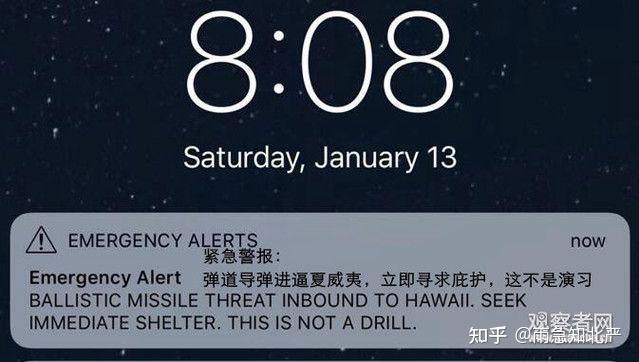 8:08
Saturday, January 13
EMERGENCY ALERTS
now
紧急警报：
Emergency Alert
弹道导弹进逼夏威夷，立即寻求庇护，这不是演习
BALLISTIC MISSILE THREAT INBOUND TO HAWAII. SEEK
IMMEDIATE SHELTER. THIS IS NOT A DRILL.
观察者网
知乎